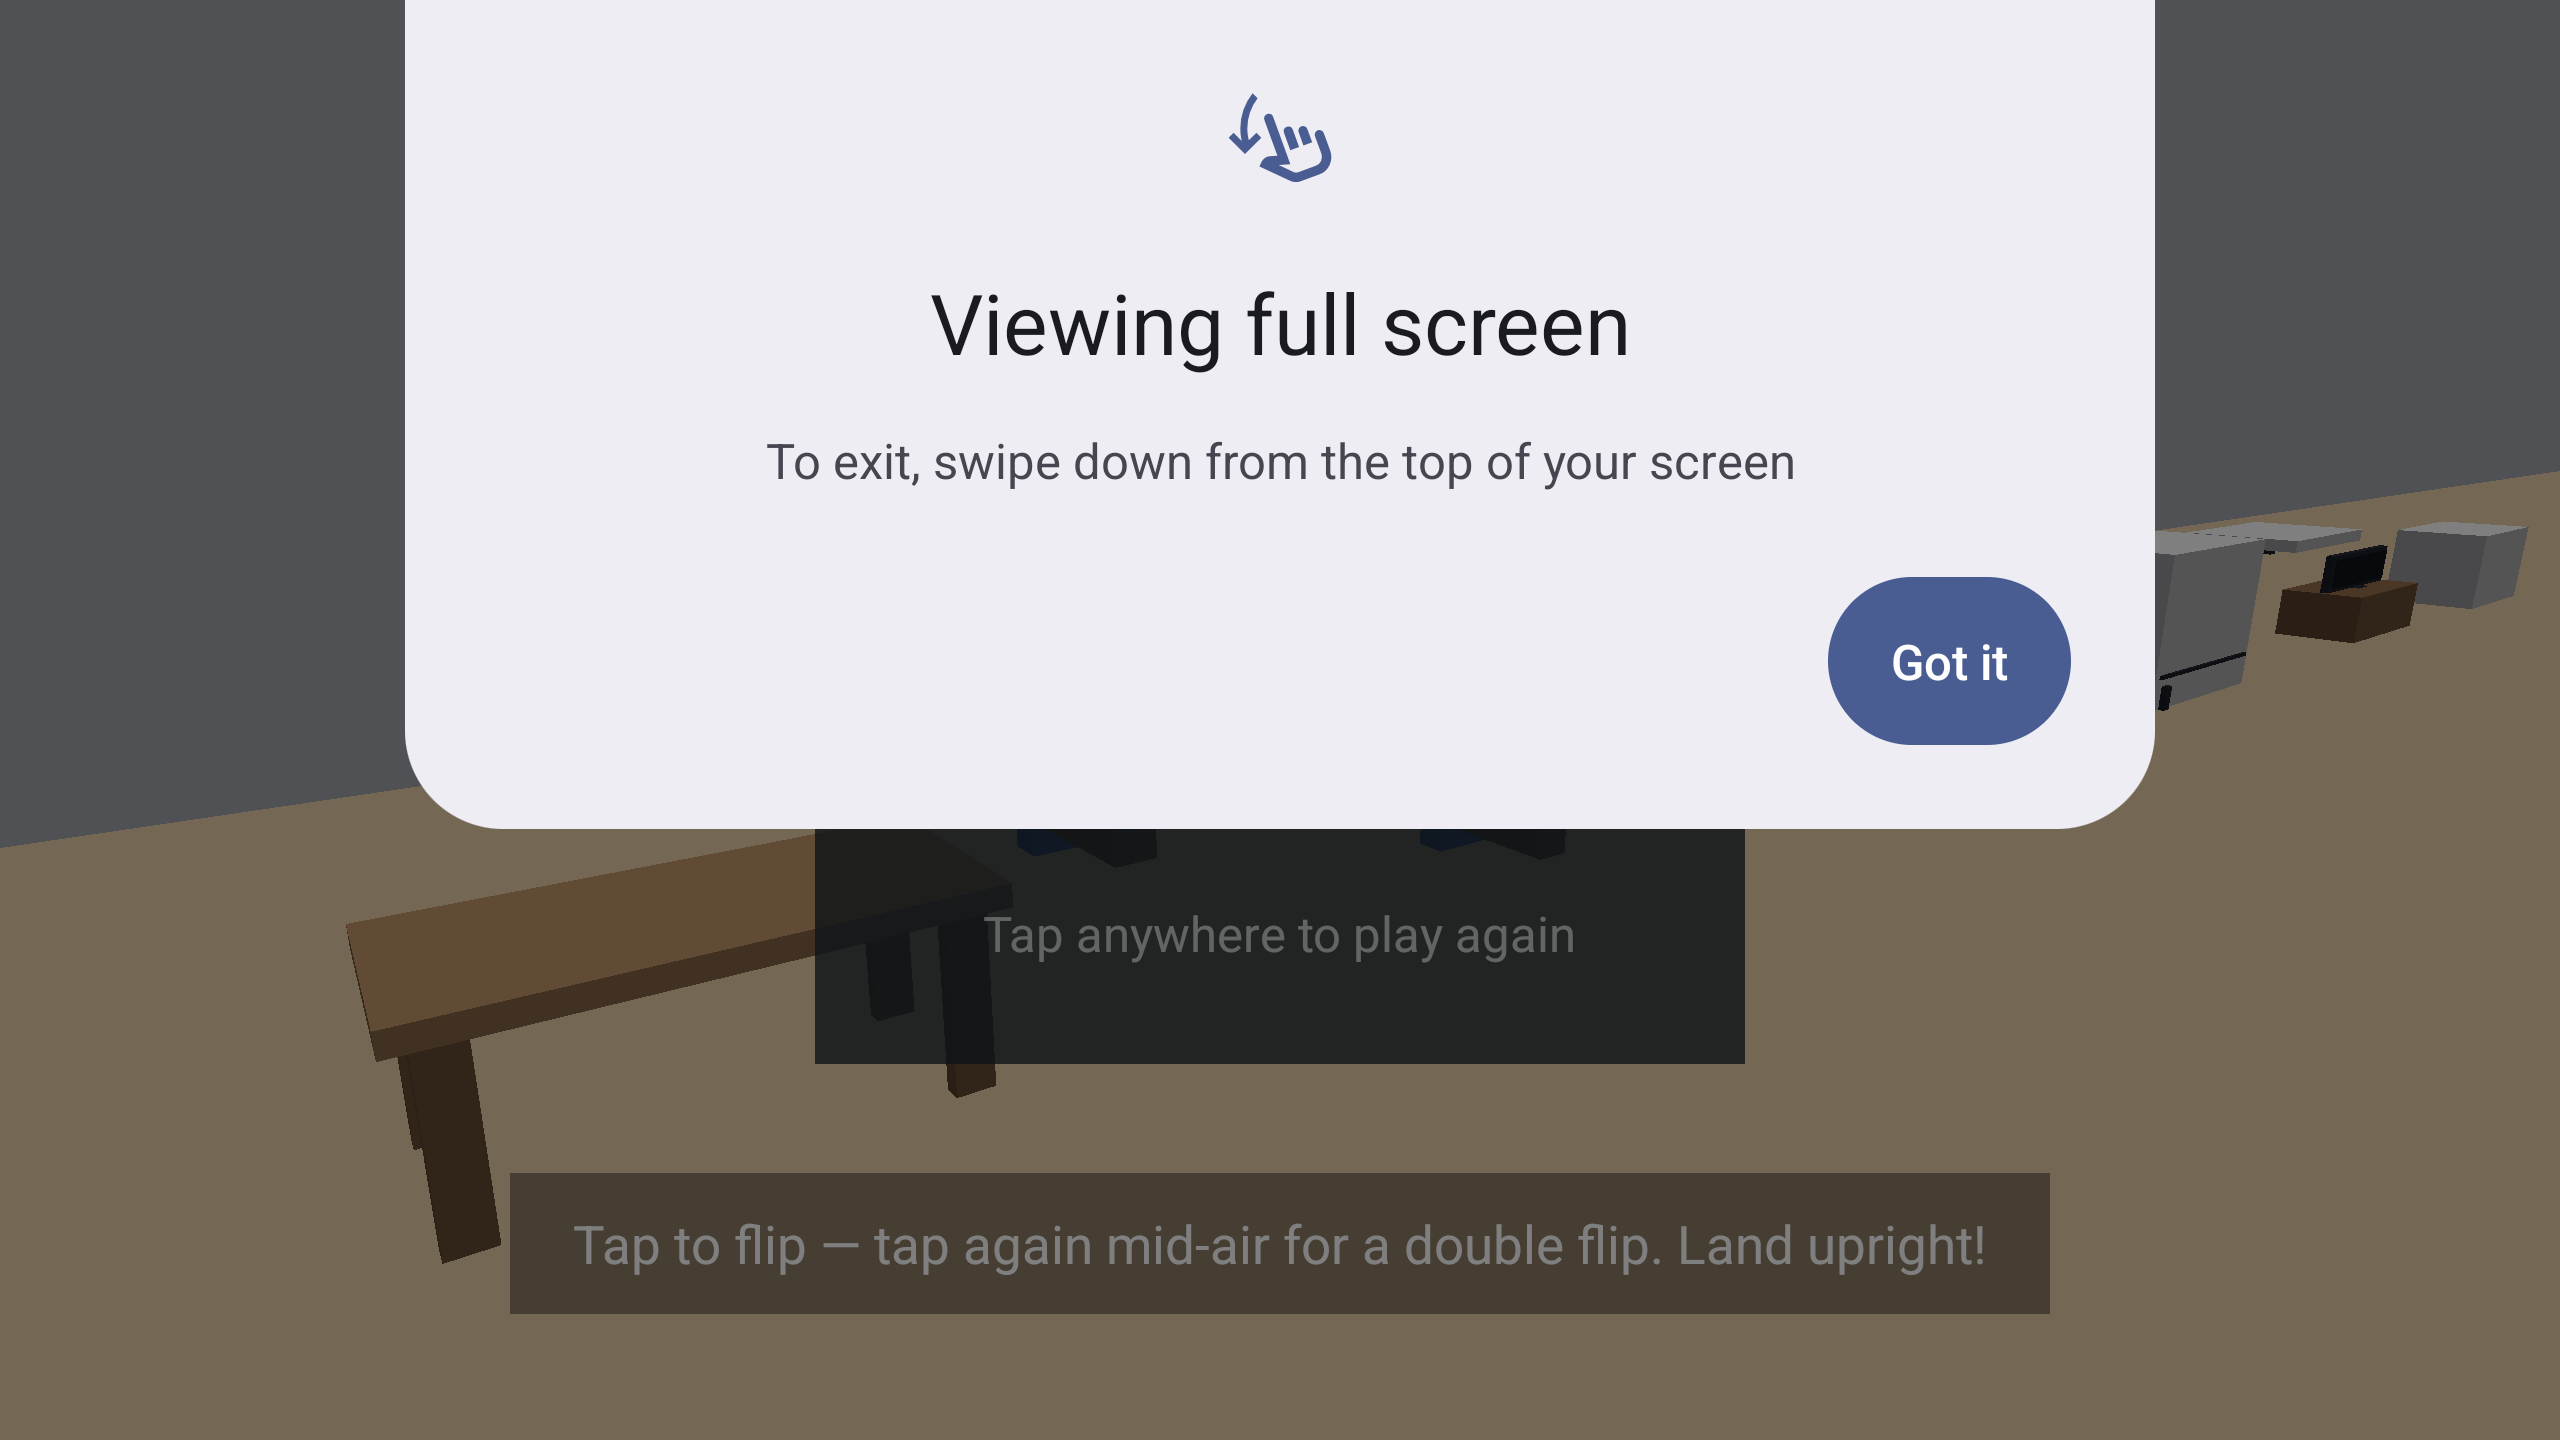 Viewing full screen
To exit, swipe down from the top of your screen
Got it
Tap anywhere to play again
Tap to flip — tap again mid-air for a double flip. Land upright!